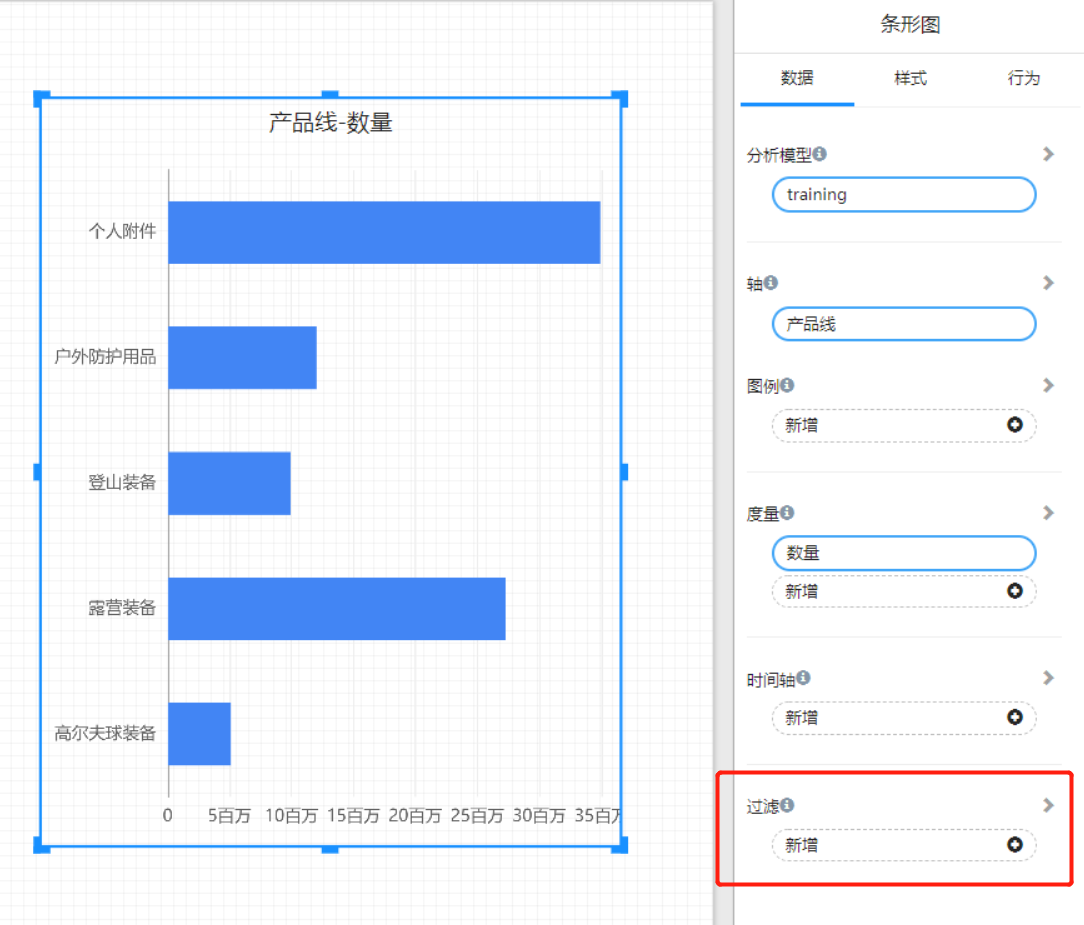 产品线-数量
个人附件
户外防护用品
登山装备
露营装备
高尔夫球装备
0 5百万 10百万 15百万 20百万 25百万 30百万 35百万
条形图
数据 样式 行为
分析模型
training
轴
产品线
图例
新增
度量
数量
新增
时间轴
新增
过滤
新增